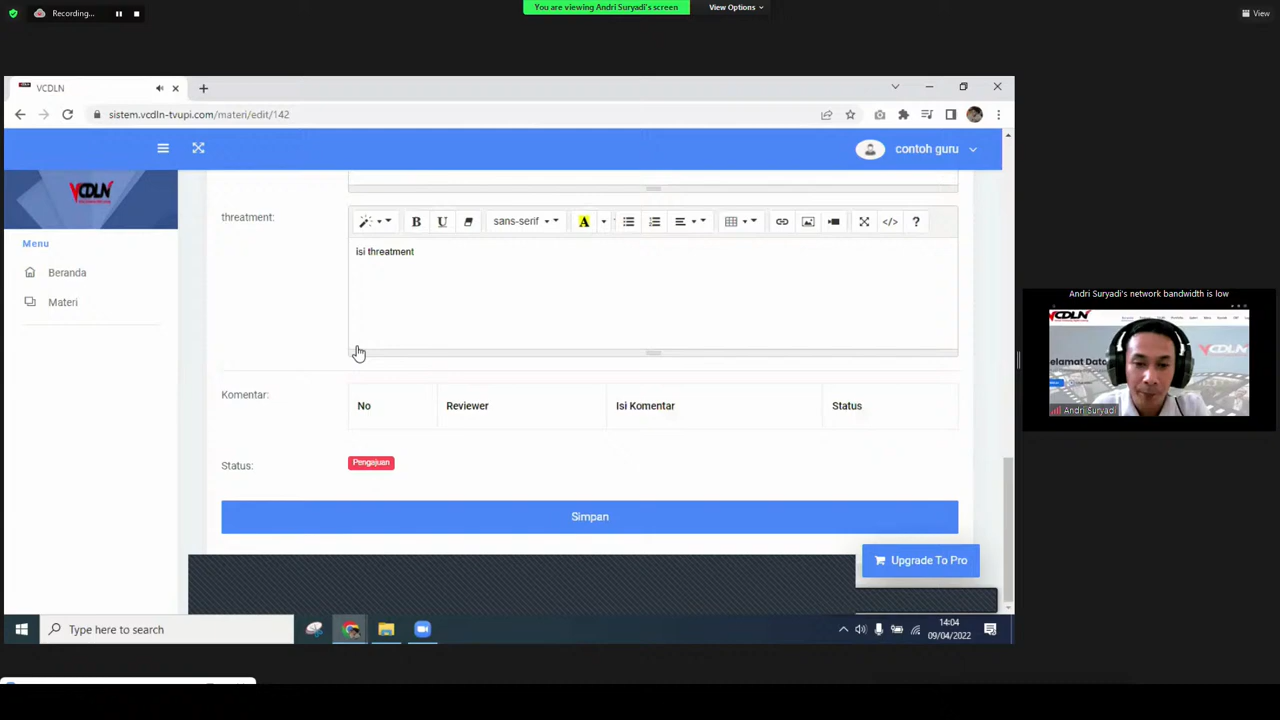 Recording...
You are viewing Andri Suryadi's screen
View Options
View
VCDLN
sistem.vcdln-tvupi.com/materi/edit/142
contoh guru
VCDLN
Menu
Beranda
Materi
threatment:
B U sans-serif A </> ?
isi threatment
Komentar:
No Reviewer Isi Komentar Status
Status:
Pengajuan
Simpan
Upgrade To Pro
Type here to search
14:04
09/04/2022
Andri Suryadi's network bandwidth is low
Andri Suryadi